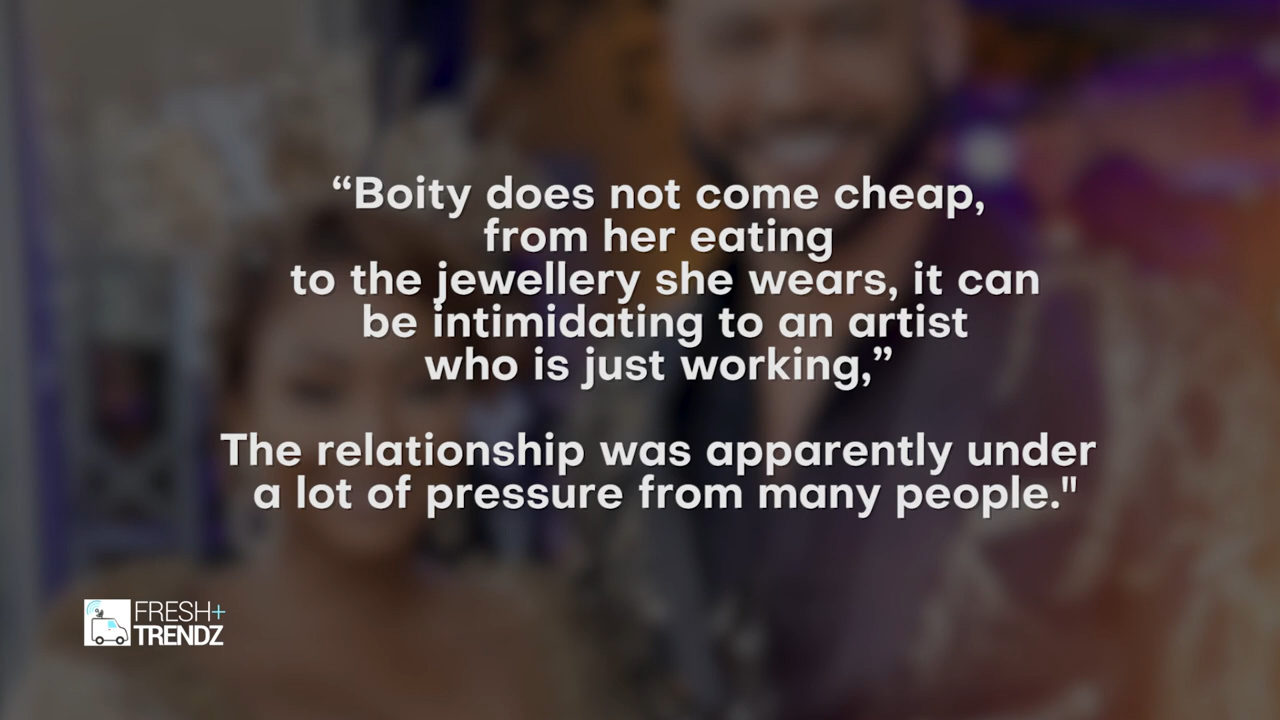 “Boity does not come cheap,
from her eating
to the jewellery she wears, it can
be intimidating to an artist
who is just working,”
The relationship was apparently under
a lot of pressure from many people."
FRESH+
TRENDZ